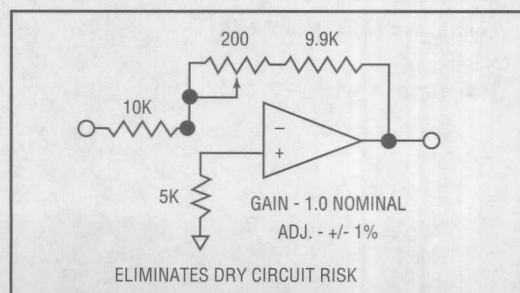 200
9.9K
10K
−
+
5K
GAIN - 1.0 NOMINAL
ADJ. - +/- 1%
ELIMINATES DRY CIRCUIT RISK